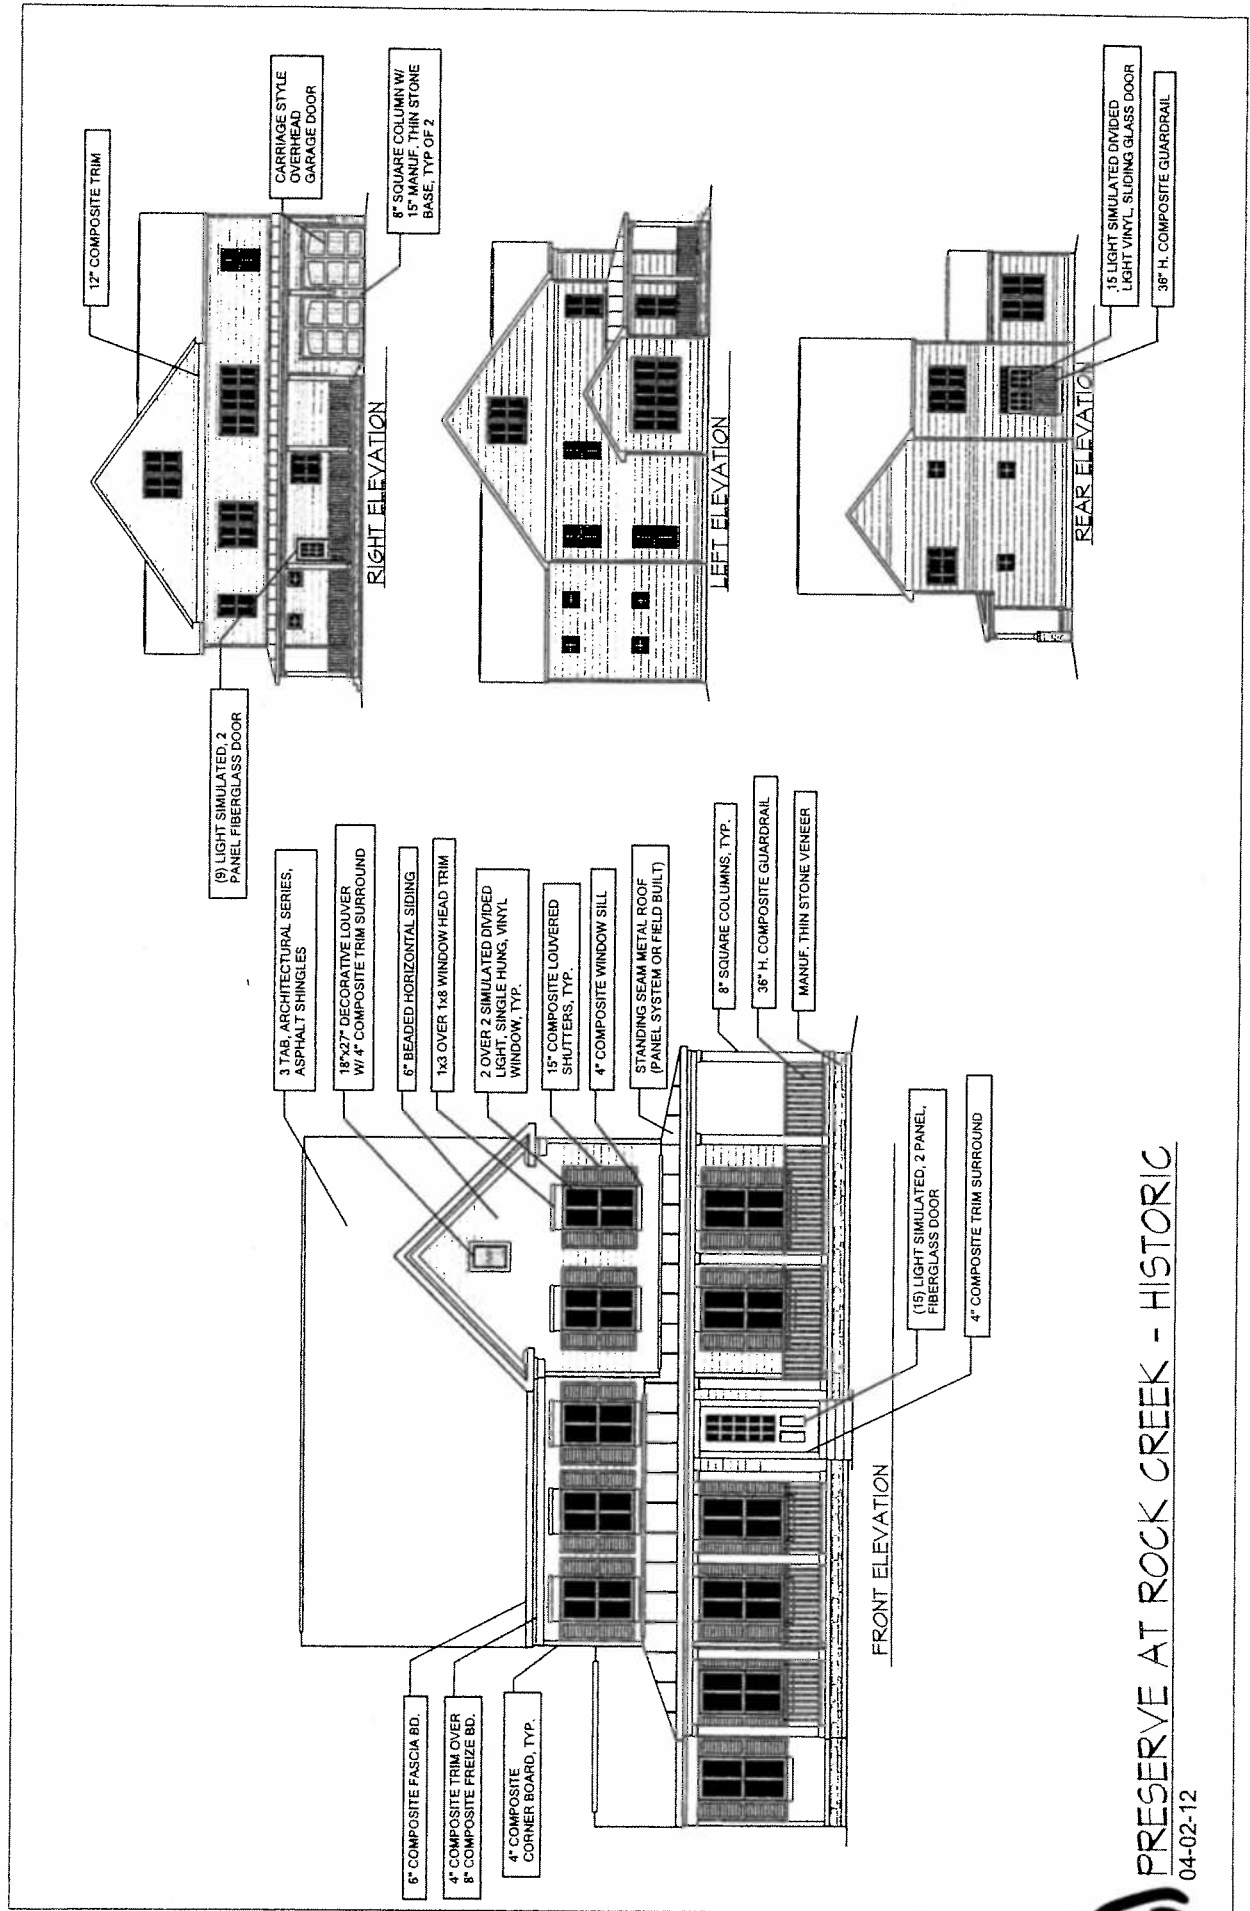 12" COMPOSITE TRIM
CARRIAGE STYLE
OVERHEAD
GARAGE DOOR
8" SQUARE COLUMN W/
15" MANUF. THIN STONE
BASE, TYP OF 2
(9) LIGHT SIMULATED, 2
PANEL FIBERGLASS DOOR
RIGHT ELEVATION
LEFT ELEVATION
15 LIGHT SIMULATED DIVIDED
LIGHT VINYL, SLIDING GLASS DOOR
36" H. COMPOSITE GUARDRAIL
REAR ELEVATION
3 TAB, ARCHITECTURAL SERIES,
ASPHALT SHINGLES
18"x27" DECORATIVE LOUVER
W/ 4" COMPOSITE TRIM SURROUND
6" BEADED HORIZONTAL SIDING
1x3 OVER 1x8 WINDOW HEAD TRIM
2 OVER 2 SIMULATED DIVIDED
LIGHT, SINGLE HUNG, VINYL
WINDOW, TYP.
15" COMPOSITE LOUVERED
SHUTTERS, TYP.
4" COMPOSITE WINDOW SILL
STANDING SEAM METAL ROOF
(PANEL SYSTEM OR FIELD BUILT)
8" SQUARE COLUMNS, TYP.
36" H. COMPOSITE GUARDRAIL
MANUF. THIN STONE VENEER
6" COMPOSITE FASCIA BD.
4" COMPOSITE TRIM OVER
8" COMPOSITE FREIZE BD.
4" COMPOSITE
CORNER BOARD, TYP.
(15) LIGHT SIMULATED, 2 PANEL,
FIBERGLASS DOOR
4" COMPOSITE TRIM SURROUND
FRONT ELEVATION
PRESERVE AT ROCK CREEK - HISTORIC
04-02-12